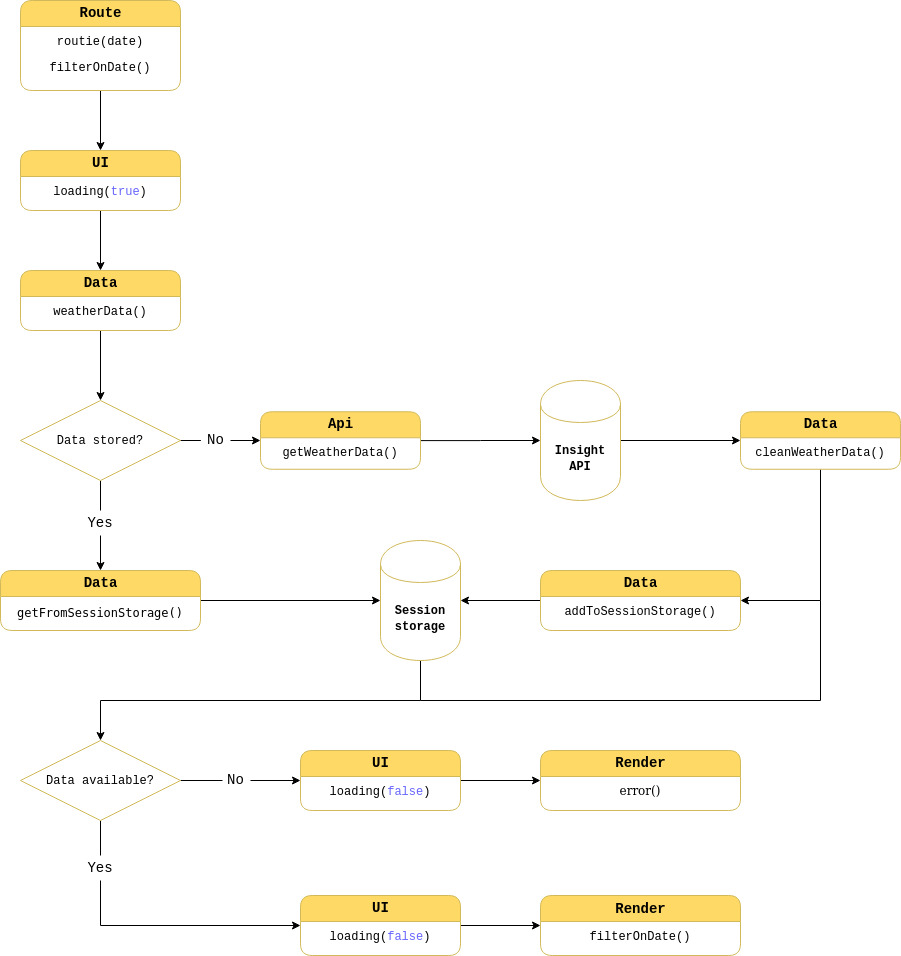 Route
routie(date)
filterOnDate()
UI
loading(true)
Data
weatherData()
Data stored?
No
Api
getWeatherData()
Insight
API
Data
cleanWeatherData()
Yes
Data
getFromSessionStorage()
Session
storage
Data
addToSessionStorage()
Data available?
No
UI
loading(false)
Render
error()
Yes
UI
loading(false)
Render
filterOnDate()